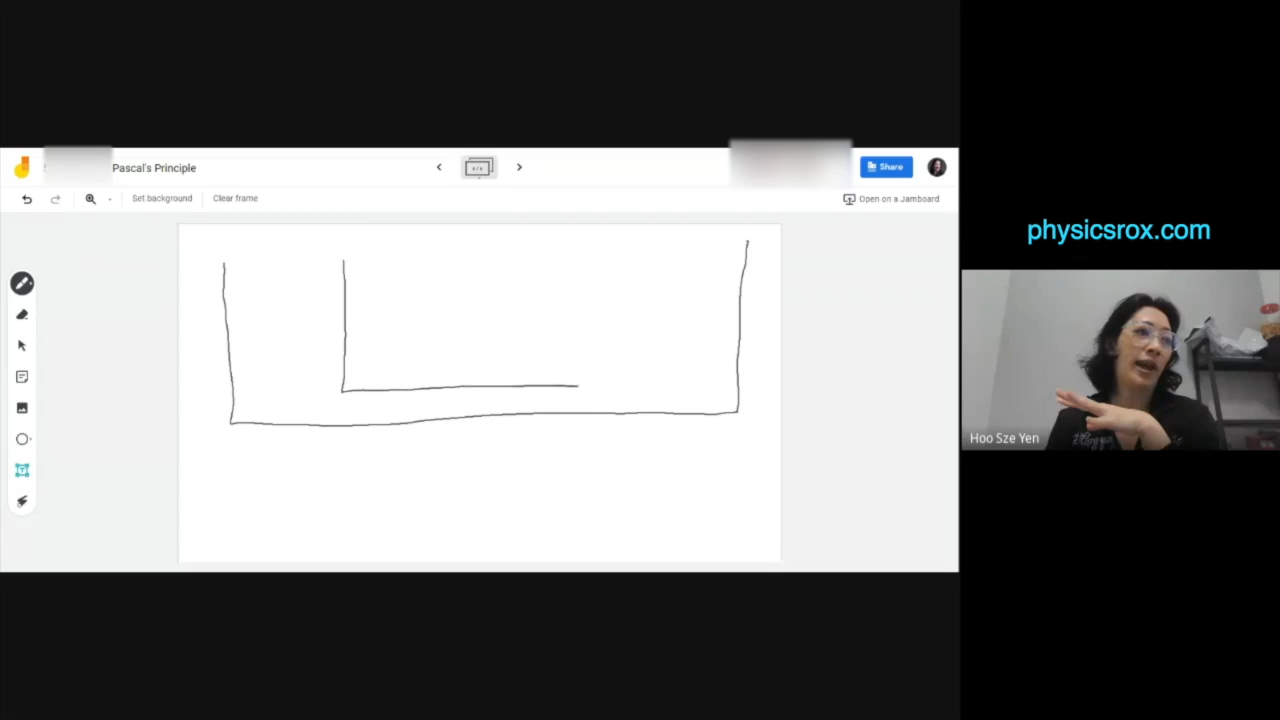 Pascal's Principle
Share
Set background
Clear frame
Open on a Jamboard
physicsrox.com
Hoo Sze Yen